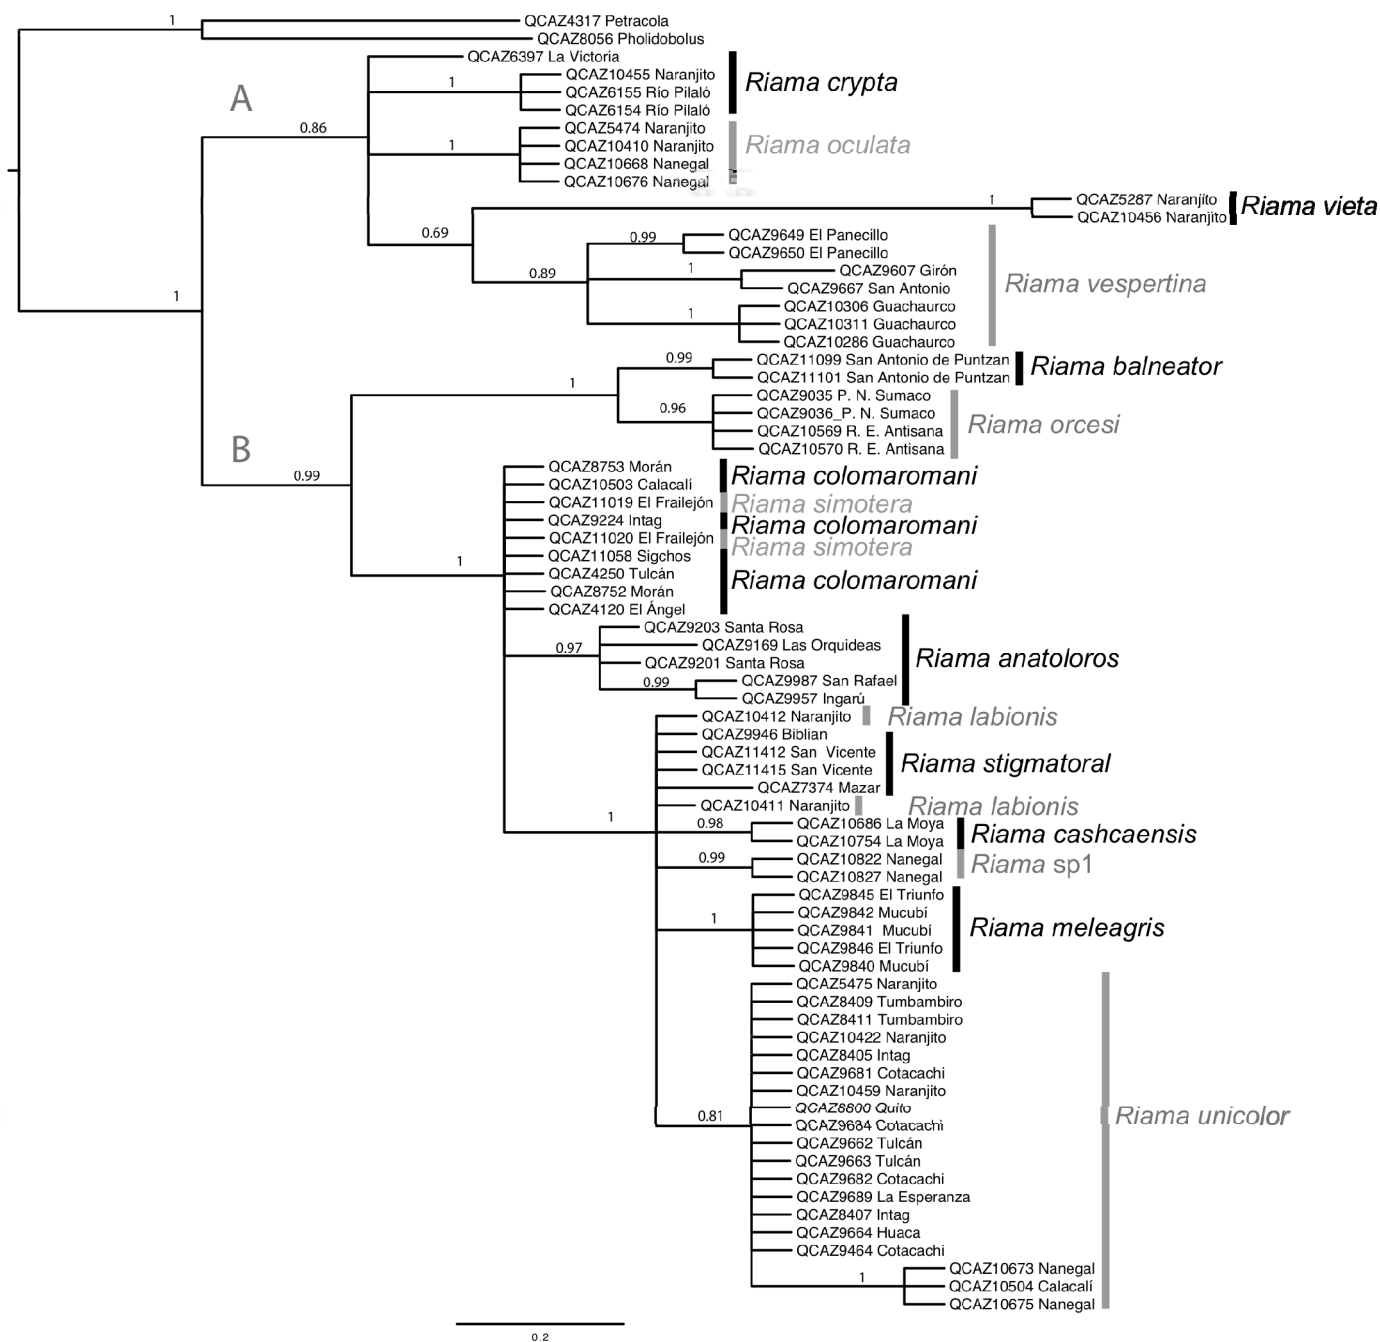 1
QCAZ4317 Petracola
QCAZ8056 Pholidobolus
QCAZ6397 La Victoria
A
1
QCAZ10455 Naranjito
QCAZ6155 Río Pilaló
QCAZ6154 Río Pilaló
Riama crypta
0.86
QCAZ5474 Naranjito
1
QCAZ10410 Naranjito
QCAZ10668 Nanegal
QCAZ10676 Nanegal
Riama oculata
1
QCAZ5287 Naranjito
QCAZ10456 Naranjito
Riama vieta
0.69
0.99
QCAZ9649 El Panecillo
QCAZ9650 El Panecillo
0.89
1
QCAZ9607 Girón
QCAZ9667 San Antonio
Riama vespertina
1
1
QCAZ10306 Guachaurco
QCAZ10311 Guachaurco
QCAZ10286 Guachaurco
0.99
QCAZ11099 San Antonio de Puntzan
QCAZ11101 San Antonio de Puntzan
Riama balneator
1
0.96
QCAZ9035 P. N. Sumaco
QCAZ9036_P. N. Sumaco
QCAZ10569 R. E. Antisana
QCAZ10570 R. E. Antisana
Riama orcesi
B
0.99
QCAZ8753 Morán
QCAZ10503 Calacalí
Riama colomaromani
QCAZ11019 El Frailejón
Riama simotera
QCAZ9224 Intag
Riama colomaromani
QCAZ11020 El Frailejón
Riama simotera
1
QCAZ11058 Sigchos
QCAZ4250 Tulcán
QCAZ8752 Morán
QCAZ4120 El Ángel
Riama colomaromani
0.97
QCAZ9203 Santa Rosa
QCAZ9169 Las Orquideas
QCAZ9201 Santa Rosa
0.99
QCAZ9987 San Rafael
QCAZ9957 Ingarú
Riama anatoloros
QCAZ10412 Naranjito
Riama labionis
QCAZ9946 Biblian
QCAZ11412 San Vicente
QCAZ11415 San Vicente
QCAZ7374 Mazar
Riama stigmatoral
QCAZ10411 Naranjito
Riama labionis
1
0.98
QCAZ10686 La Moya
QCAZ10754 La Moya
Riama cashcaensis
0.99
QCAZ10822 Nanegal
QCAZ10827 Nanegal
Riama sp1
1
QCAZ9845 El Triunfo
QCAZ9842 Mucubí
QCAZ9841 Mucubí
QCAZ9846 El Triunfo
QCAZ9840 Mucubí
Riama meleagris
QCAZ5475 Naranjito
QCAZ8409 Tumbambiro
QCAZ8411 Tumbambiro
QCAZ10422 Naranjito
QCAZ8405 Intag
QCAZ9681 Cotacachi
QCAZ10459 Naranjito
QCAZ8800 Quito
0.81
QCAZ9684 Cotacachi
QCAZ9662 Tulcán
QCAZ9663 Tulcán
QCAZ9682 Cotacachi
QCAZ9689 La Esperanza
QCAZ8407 Intag
QCAZ9664 Huaca
QCAZ9464 Cotacachi
Riama unicolor
1
QCAZ10673 Nanegal
QCAZ10504 Calacalí
QCAZ10675 Nanegal
0.2